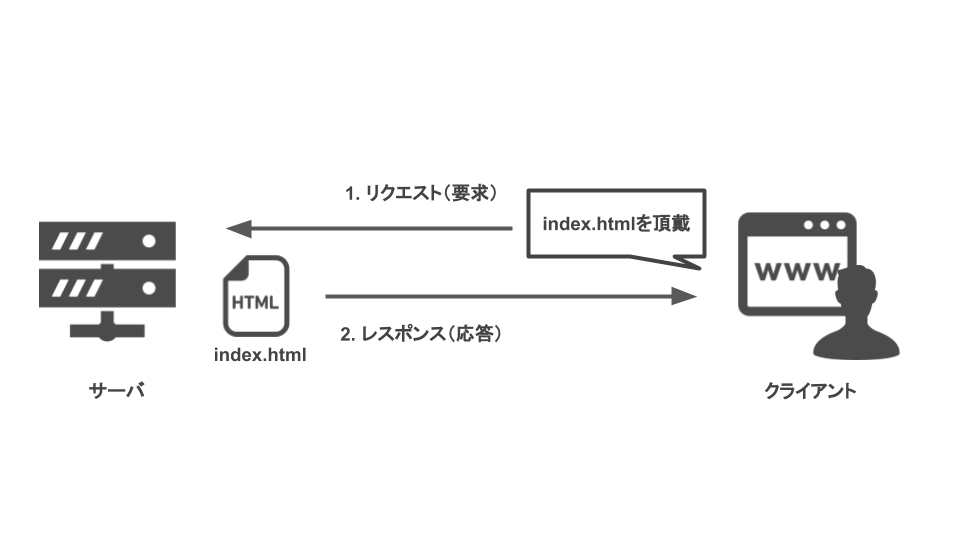 1. リクエスト（要求）
index.htmlを頂戴
WWW
HTML
index.html
2. レスポンス（応答）
サーバ
クライアント